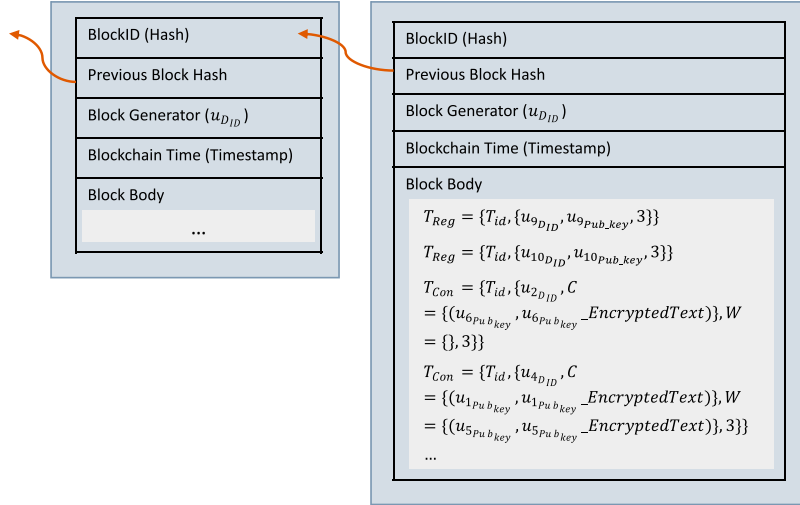 BlockID (Hash)
Previous Block Hash
Block Generator (u_{D_{ID}})
Blockchain Time (Timestamp)
Block Body
...
BlockID (Hash)
Previous Block Hash
Block Generator (u_{D_{ID}})
Blockchain Time (Timestamp)
Block Body
T_{Reg} = {T_{id}, {u_{9_{D_{ID}}}, u_{9_{Pub\_key}}, 3}}
T_{Reg} = {T_{id}, {u_{10_{D_{ID}}}, u_{10_{Pub\_key}}, 3}}
T_{Con} = {T_{id}, {u_{2_{D_{ID}}}, C
= {(u_{6_{Pub_{key}}}, u_{6_{Pub_{key}}}_EncryptedText)}, W
= {}, 3}}
T_{Con} = {T_{id}, {u_{4_{D_{ID}}}, C
= {(u_{1_{Pub_{key}}}, u_{1_{Pub_{key}}}_EncryptedText)}, W
= {(u_{5_{Pub_{key}}}, u_{5_{Pub_{key}}}_EncryptedText)}, 3}}
...